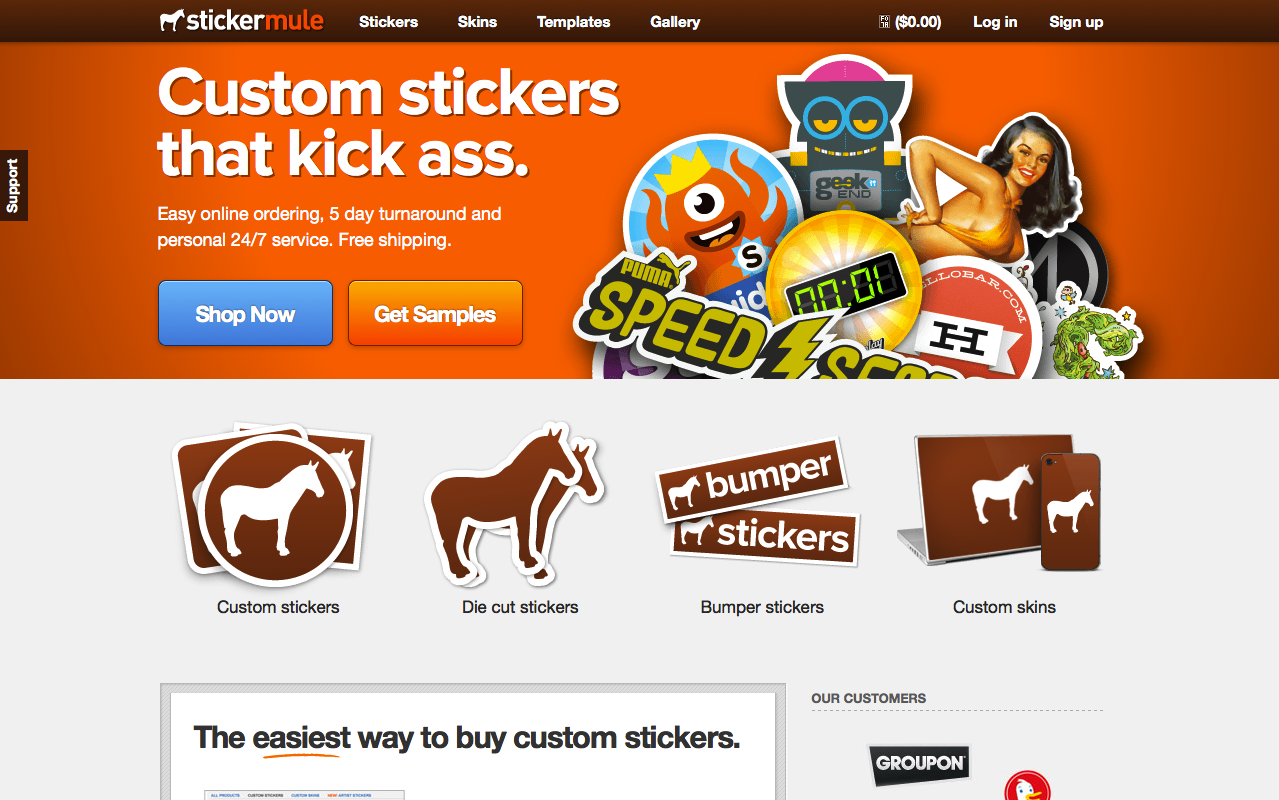 stickermule
Stickers
Skins
Templates
Gallery
($0.00)
Log in
Sign up
Custom stickers
that kick ass.
Easy online ordering, 5 day turnaround and
personal 24/7 service. Free shipping.
Shop Now
Get Samples
Support
geek
END
S
PUMA
SPEED
00:01
LLOBAR.COM
H
bumper
stickers
Custom stickers
Die cut stickers
Bumper stickers
Custom skins
OUR CUSTOMERS
The easiest way to buy custom stickers.
GROUPON
ALL PRODUCTS CUSTOM STICKERS CUSTOM SKINS NEW! ARTIST STICKERS